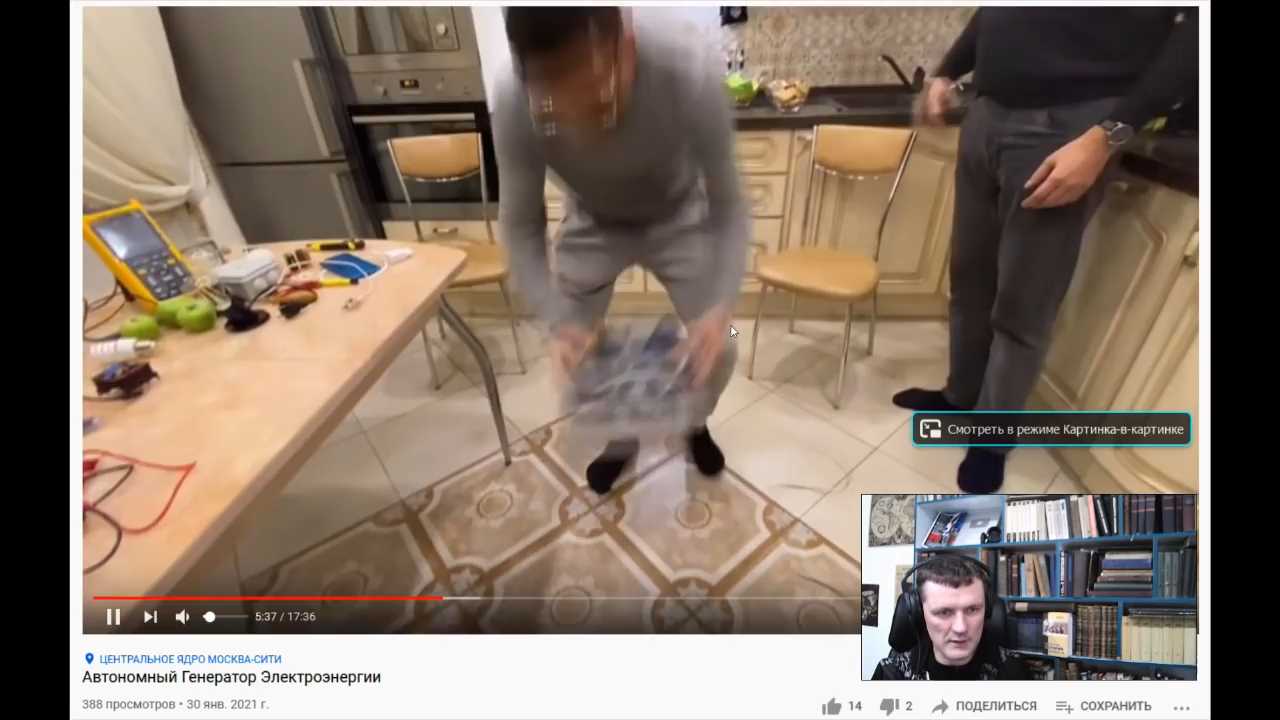 Смотреть в режиме Картинка-в-картинке
5:37 / 17:36
ЦЕНТРАЛЬНОЕ ЯДРО МОСКВА-СИТИ
Автономный Генератор Электроэнергии
388 просмотров • 30 янв. 2021 г.
14
2
ПОДЕЛИТЬСЯ
СОХРАНИТЬ